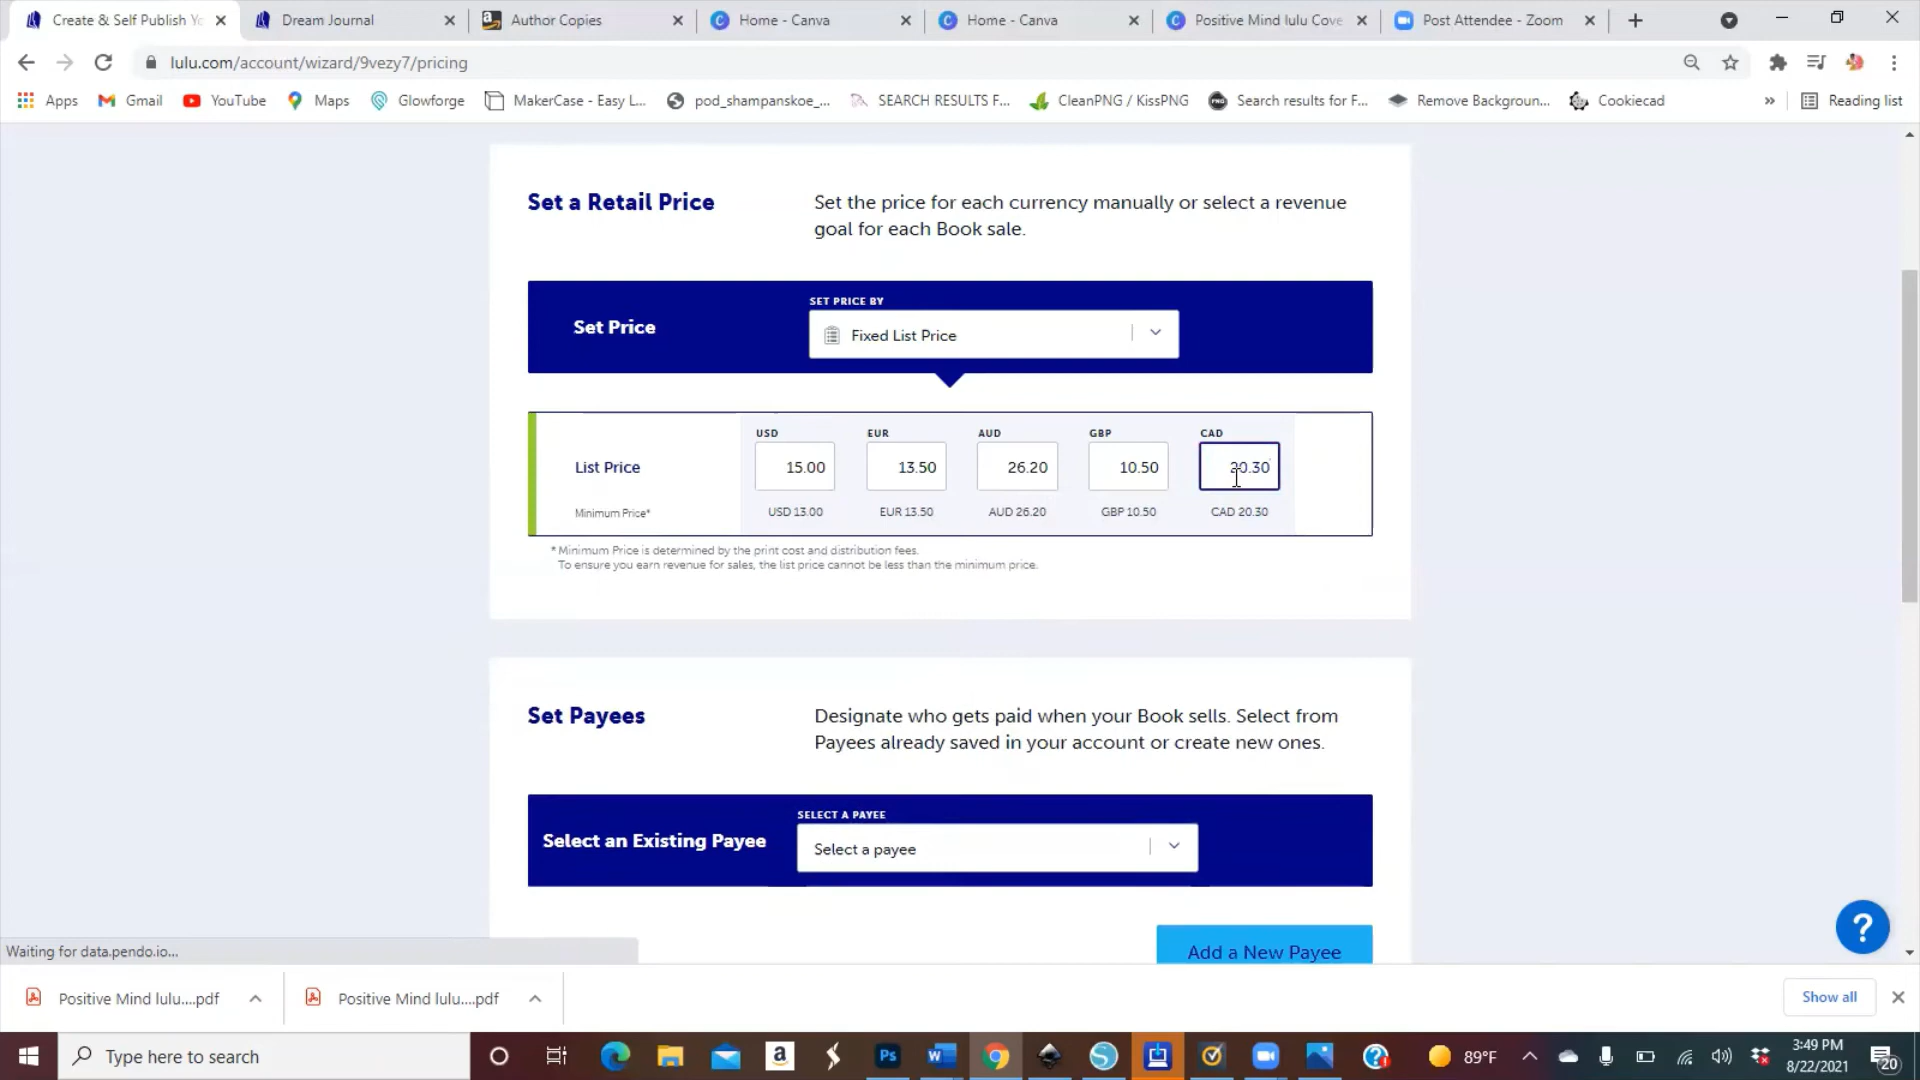 Create & Self Publish Yo
Dream Journal
Author Copies
Home - Canva
Home - Canva
Positive Mind lulu Cove
Post Attendee - Zoom
lulu.com/account/wizard/9vezy7/pricing
Apps
Gmail
YouTube
Maps
Glowforge
MakerCase - Easy L...
pod_shampanskoe_...
SEARCH RESULTS F...
CleanPNG / KissPNG
Search results for F...
Remove Backgroun...
Cookiecad
»
Reading list
Set a Retail Price
Set the price for each currency manually or select a revenue
goal for each Book sale.
SET PRICE BY
Set Price
Fixed List Price
USD EUR AUD GBP CAD
List Price 15.00 13.50 26.20 10.50 20.30
Minimum Price* USD 13.00 EUR 13.50 AUD 26.20 GBP 10.50 CAD 20.30
* Minimum Price is determined by the print cost and distribution fees.
To ensure you earn revenue for sales, the list price cannot be less than the minimum price.
Set Payees
Designate who gets paid when your Book sells. Select from
Payees already saved in your account or create new ones.
SELECT A PAYEE
Select an Existing Payee
Select a payee
Add a New Payee
?
Waiting for data.pendo.io...
Positive Mind lulu....pdf
Positive Mind lulu....pdf
Show all
Type here to search
Ps
89°F
3:49 PM
8/22/2021
20